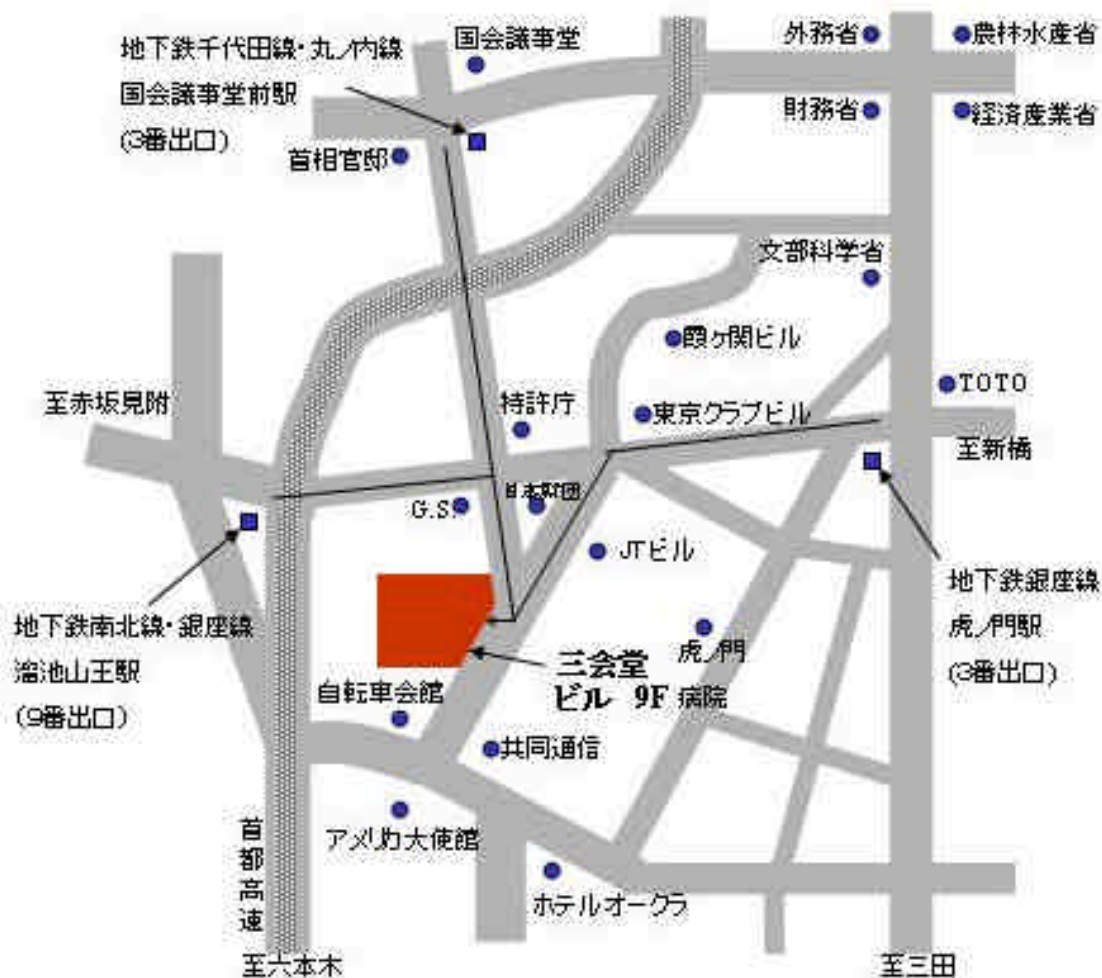 地下鉄千代田線・丸ノ内線
国会議事堂前駅
(3番出口)
国会議事堂
外務省
農林水産省
財務省
経済産業省
首相官邸
文部科学省
霞ヶ関ビル
TOTO
至赤坂見附
特許庁
東京クラブビル
至新橋
G.S.
日本財団
JTビル
地下鉄南北線・銀座線
溜池山王駅
(9番出口)
地下鉄銀座線
虎ノ門駅
(3番出口)
三会堂
ビル 9F
虎ノ門
病院
自転車会館
共同通信
アメリカ大使館
ホテルオークラ
首都高速
至六本木
至三田